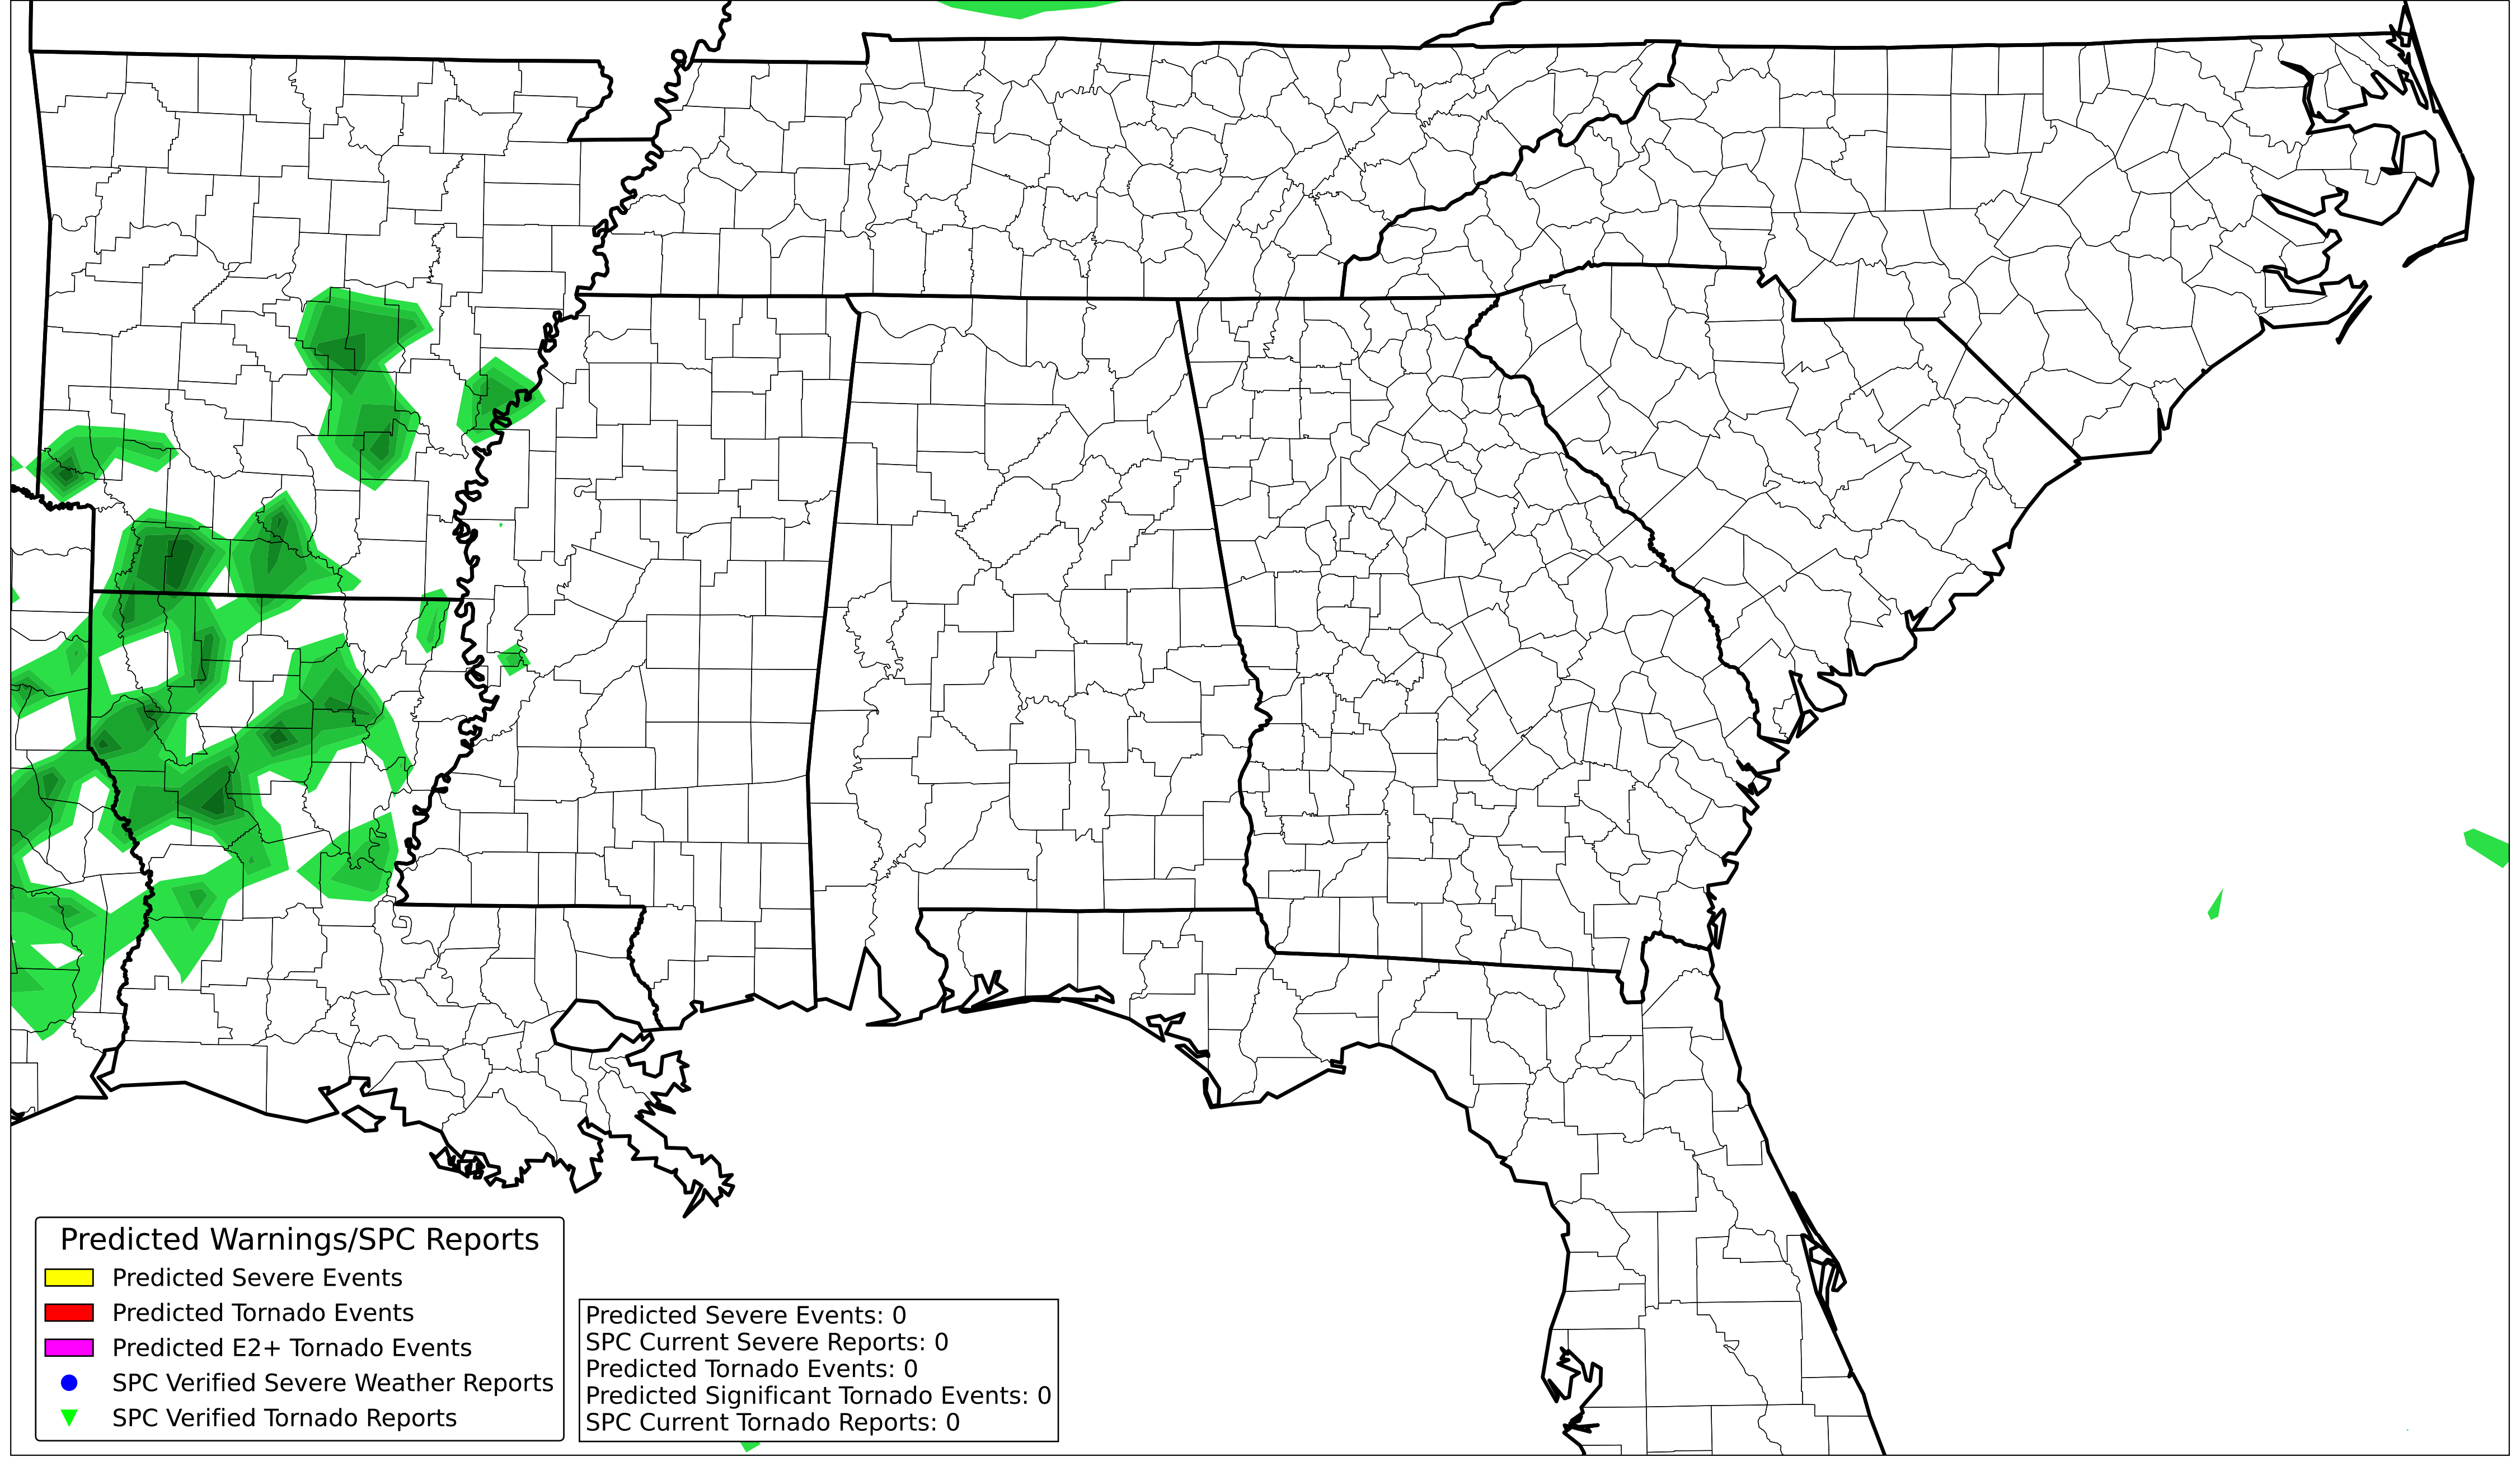 Predicted Warnings/SPC Reports
Predicted Severe Events
Predicted Tornado Events
Predicted E2+ Tornado Events
SPC Verified Severe Weather Reports
SPC Verified Tornado Reports
Predicted Severe Events: 0
SPC Current Severe Reports: 0
Predicted Tornado Events: 0
Predicted Significant Tornado Events: 0
SPC Current Tornado Reports: 0